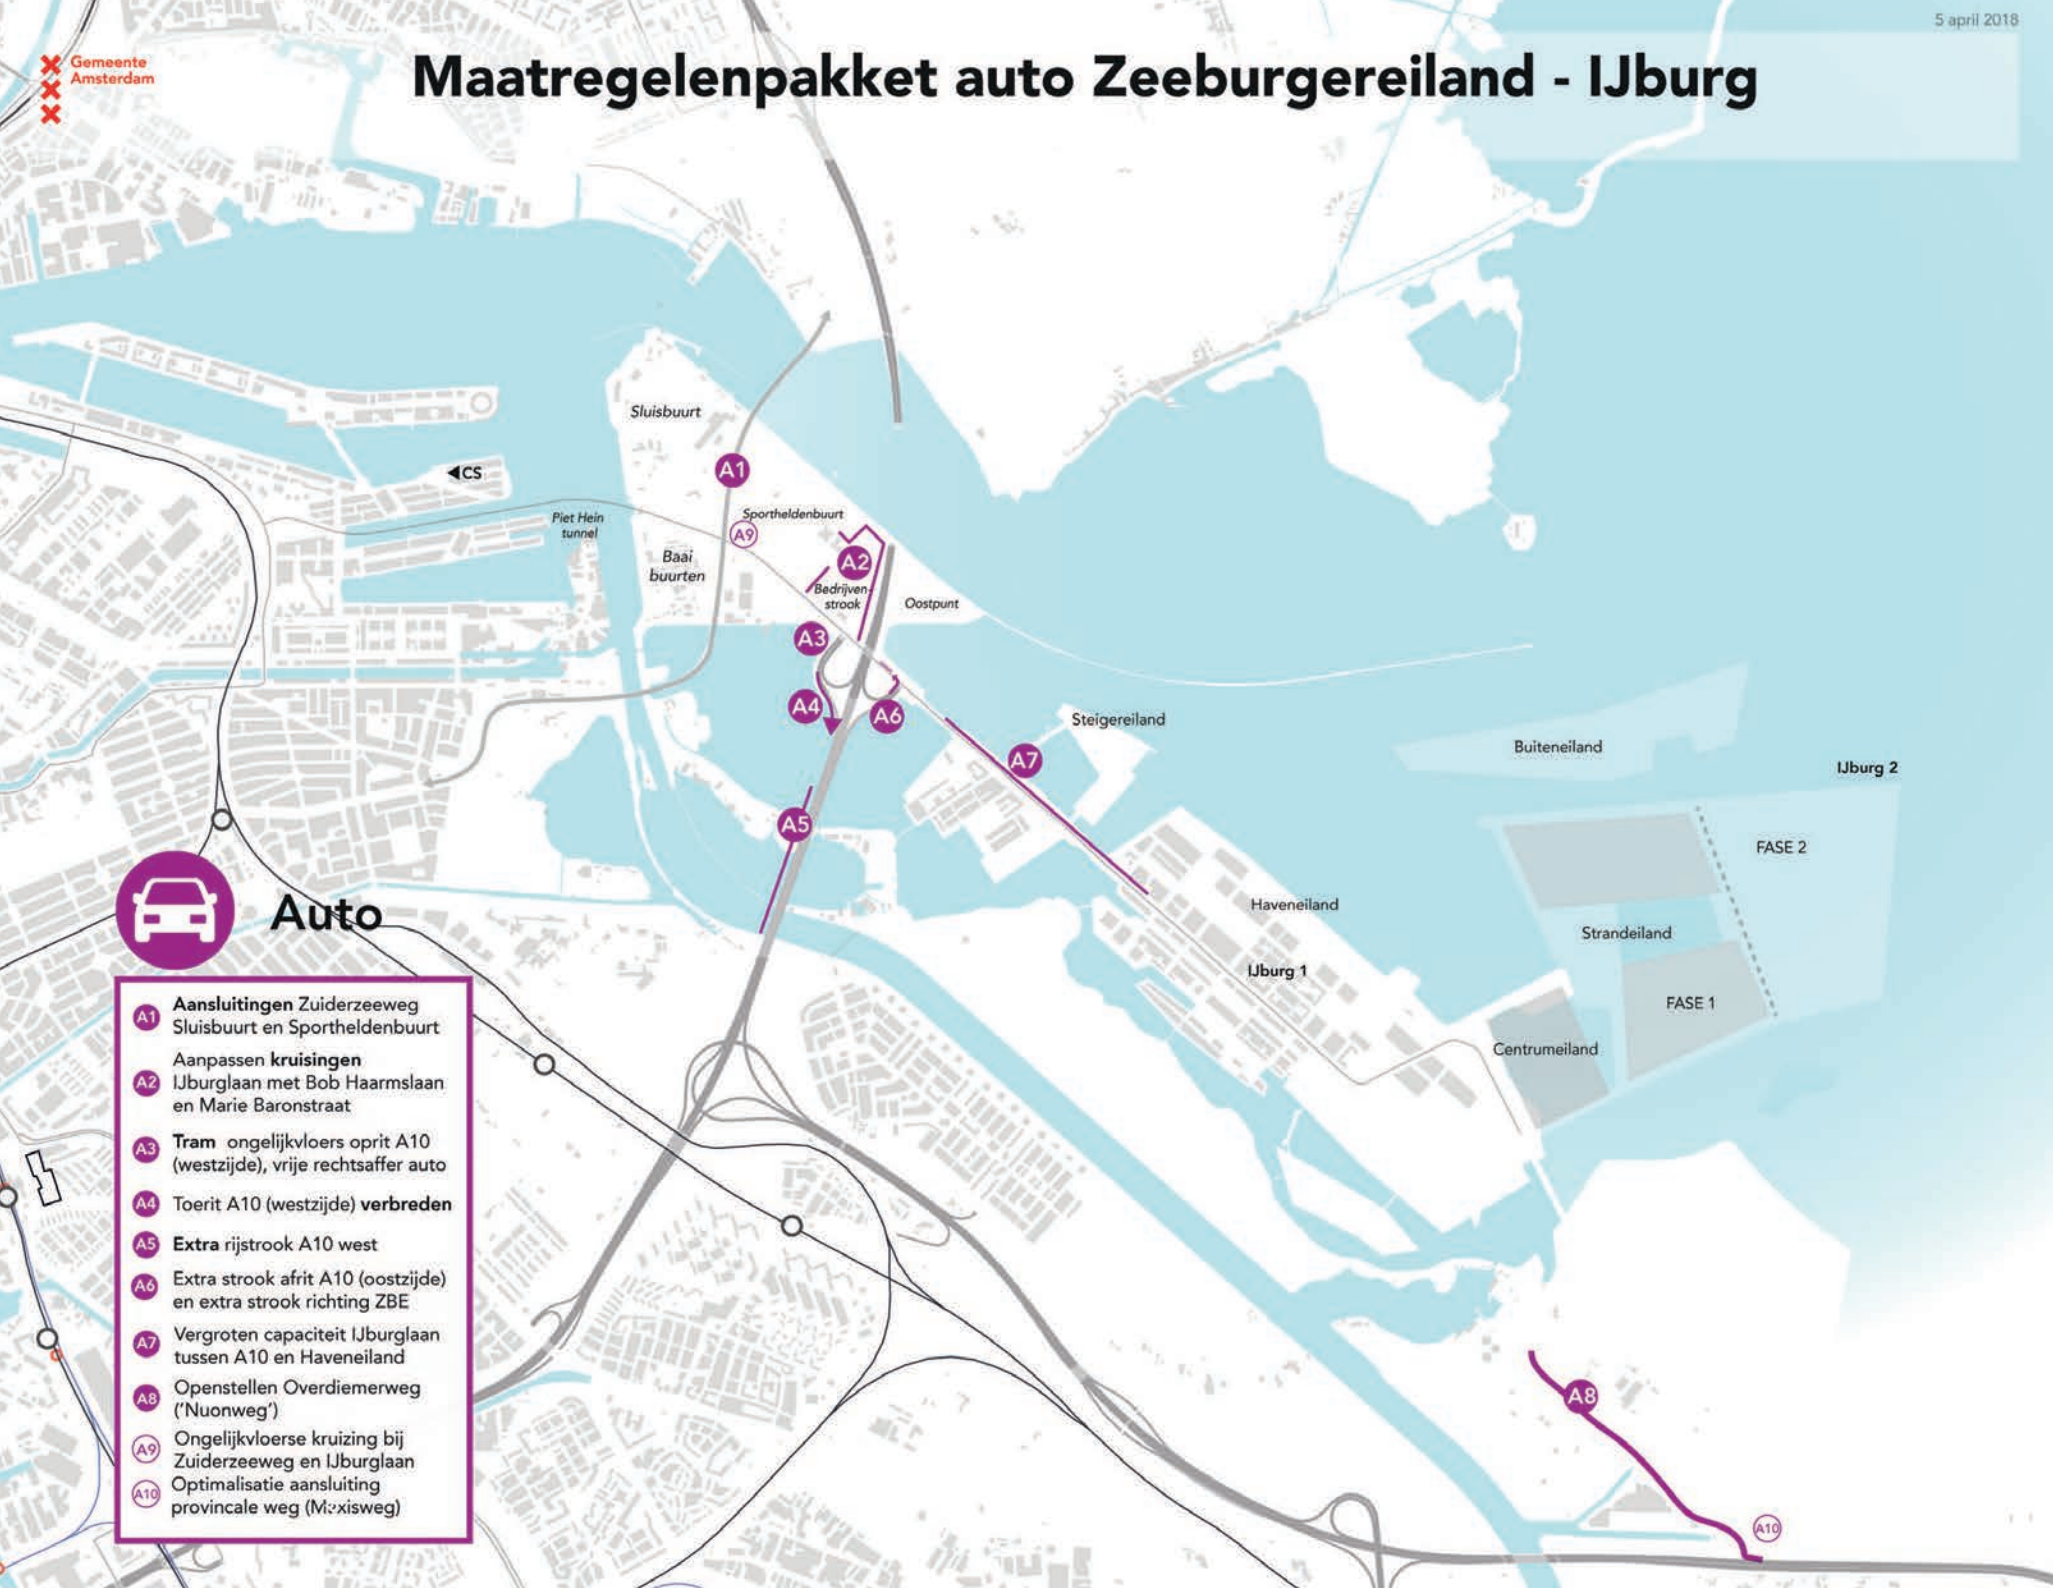 5 april 2018
Gemeente
Amsterdam
Maatregelenpakket auto Zeeburgereiland - IJburg
Sluisbuurt
A1
CS
Sportheldenbuurt
Piet Hein
tunnel
A9
Baai
buurten
A2
Bedrijven-
strook
Oostpunt
A3
A4
A6
Steigereiland
Buiteneiland
A7
IJburg 2
A5
FASE 2
Haveneiland
Strandeiland
IJburg 1
FASE 1
Centrumeiland
A8
A10
Auto
A1 Aansluitingen Zuiderzeeweg
Sluisbuurt en Sportheldenbuurt
A2 Aanpassen kruisingen
IJburglaan met Bob Haarmslaan
en Marie Baronstraat
A3 Tram ongelijkvloers oprit A10
(westzijde), vrije rechtsaffer auto
A4 Toerit A10 (westzijde) verbreden
A5 Extra rijstrook A10 west
A6 Extra strook afrit A10 (oostzijde)
en extra strook richting ZBE
A7 Vergroten capaciteit IJburglaan
tussen A10 en Haveneiland
A8 Openstellen Overdiemerweg
('Nuonweg')
A9 Ongelijkvloerse kruizing bij
Zuiderzeeweg en IJburglaan
A10 Optimalisatie aansluiting
provincale weg